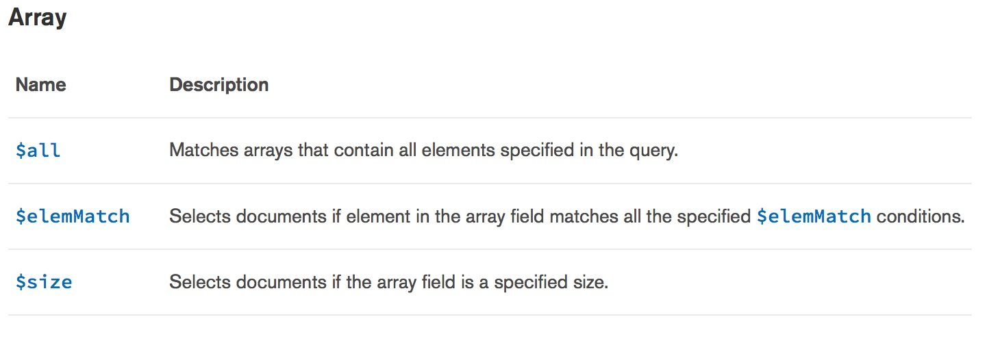 Array
Name Description
$all Matches arrays that contain all elements specified in the query.
$elemMatch Selects documents if element in the array field matches all the specified $elemMatch conditions.
$size Selects documents if the array field is a specified size.